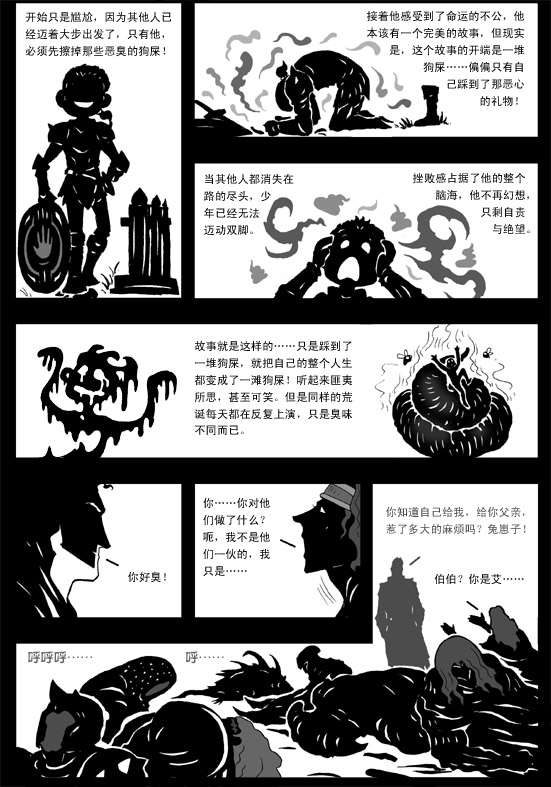 开始只是尴尬，因为其他人已
经迈着大步出发了，只有他，
必须先擦掉那些恶臭的狗屎！
接着他感受到了命运的不公，他
本该有一个完美的故事，但现实
是，这个故事的开端是一堆
狗屎……偏偏只有自
己踩到了那恶心
的礼物！
当其他人都消失在
路的尽头，少
年已经无法
迈动双脚。
挫败感占据了他的整个
脑海，他不再幻想，
只剩自责
与绝望。
故事就是这样的……只是踩到了
一堆狗屎，就把自己的整个人生
都变成了一滩狗屎！听起来匪夷
所思，甚至可笑。但是同样的荒
诞每天都在反复上演，只是臭味
不同而已。
你好臭！
你……你对他
们做了什么？
呃，我不是他
们一伙的，我
只是……
你知道自己给我，给你父亲，
惹了多大的麻烦吗？兔崽子！
伯伯？你是艾……
呼呼呼……
呼……